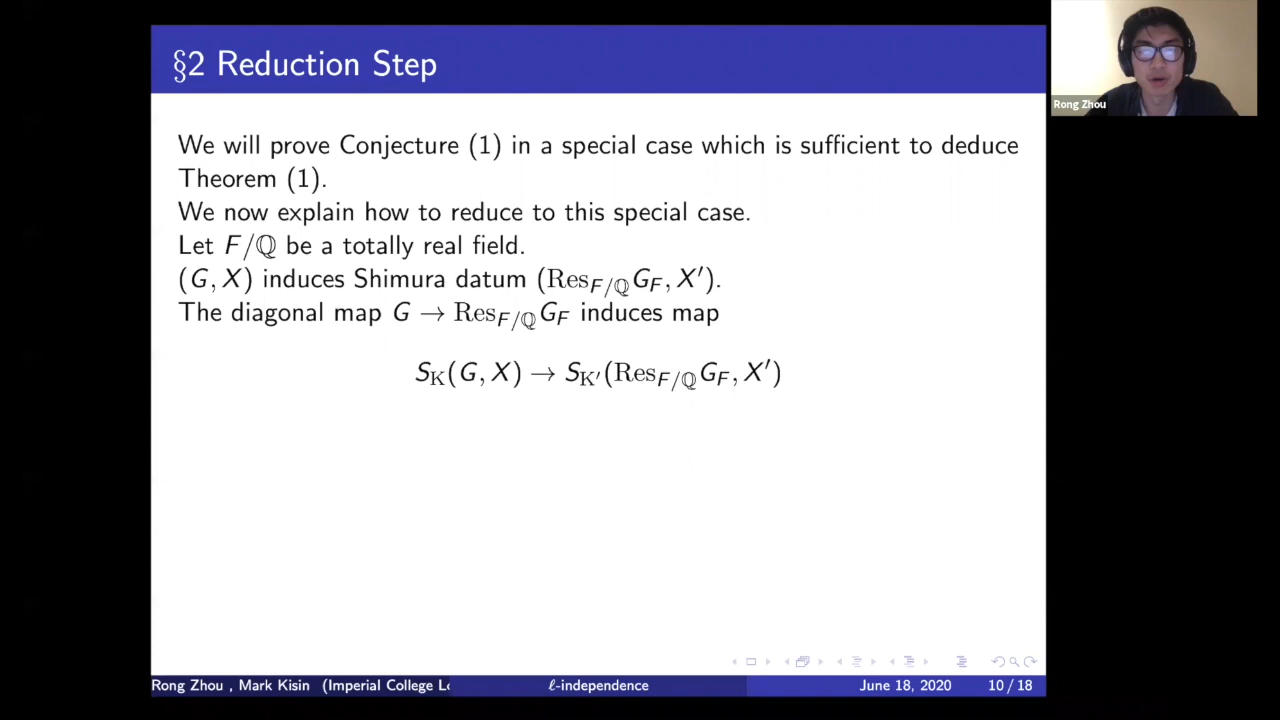 §2 Reduction Step
We will prove Conjecture (1) in a special case which is sufficient to deduce
Theorem (1).
We now explain how to reduce to this special case.
Let F/ℚ be a totally real field.
(G, X) induces Shimura datum (Res_{F/ℚ}G_F, X′).
The diagonal map G → Res_{F/ℚ}G_F induces map
S_K(G, X) → S_{K′}(Res_{F/ℚ}G_F, X′)
Rong Zhou
Rong Zhou , Mark Kisin (Imperial College Lo
ℓ-independence
June 18, 2020
10 / 18